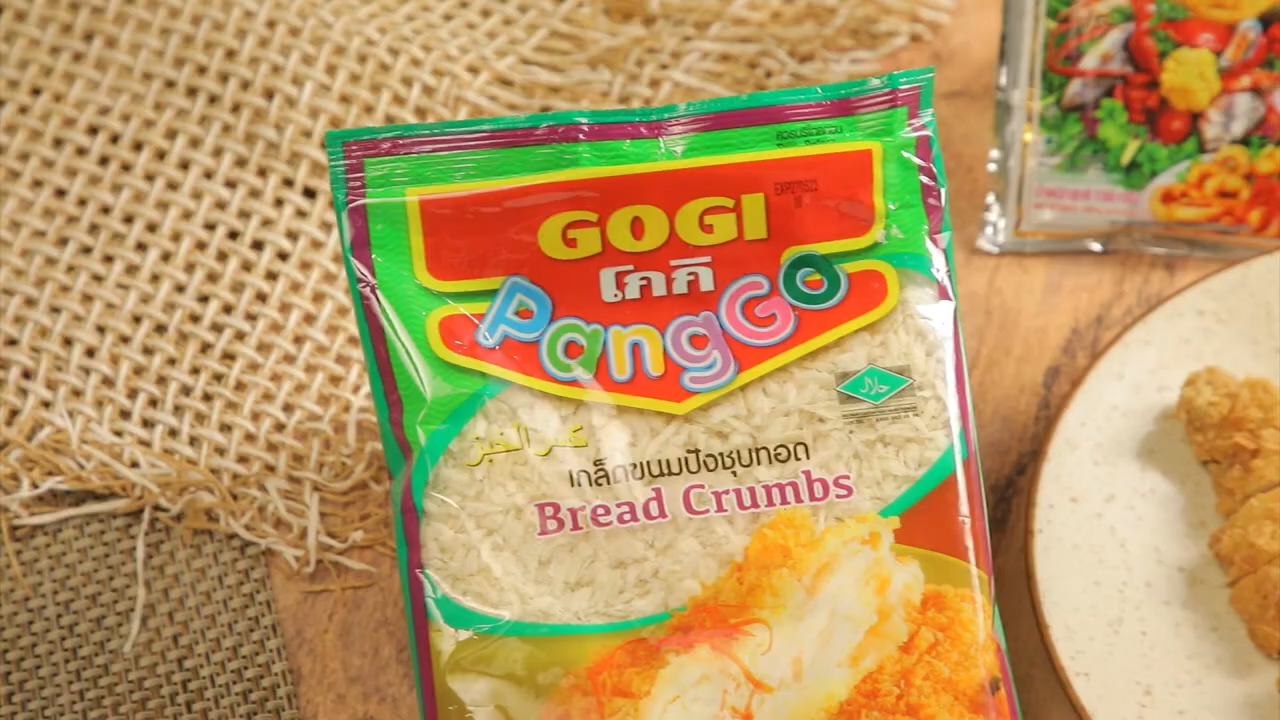 GOGI
โกกิ
PangGo
حلال
كسر الخبز
เกล็ดขนมปังชุบทอด
Bread Crumbs